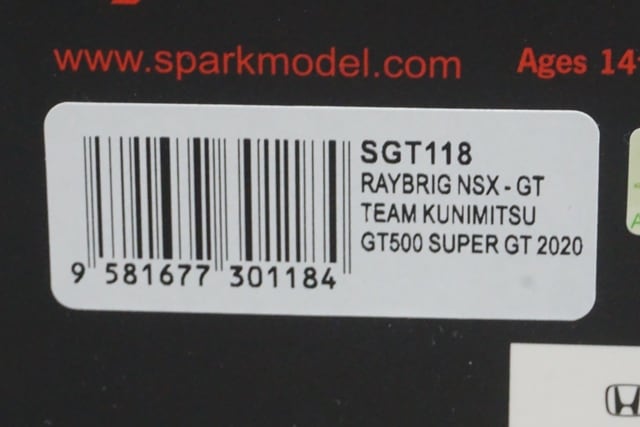 www.sparkmodel.com
Ages 14+
SGT118
RAYBRIG NSX - GT
TEAM KUNIMITSU
GT500 SUPER GT 2020
9 581677 301184